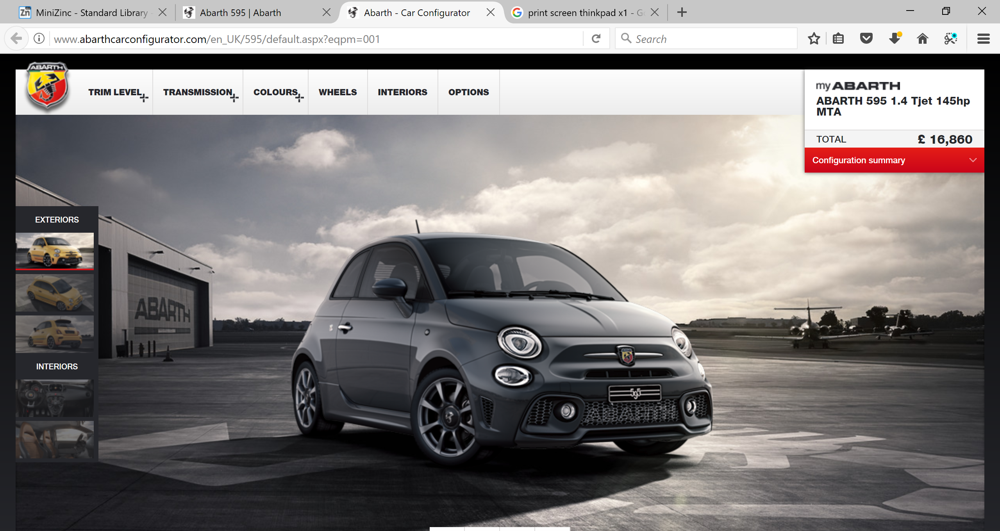 MiniZinc - Standard Library -
Abarth 595 | Abarth
Abarth - Car Configurator
print screen thinkpad x1 - Go
www.abarthcarconfigurator.com/en_UK/595/default.aspx?eqpm=001
Search
ABARTH
TRIM LEVEL
TRANSMISSION
COLOURS
WHEELS
INTERIORS
OPTIONS
my ABARTH
ABARTH 595 1.4 Tjet 145hp
MTA
TOTAL £ 16,860
Configuration summary
EXTERIORS
INTERIORS
ABARTH
595
ABARTH